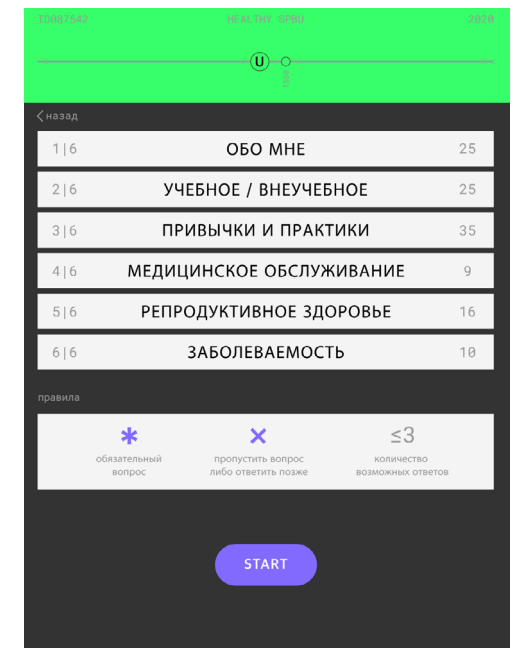 ID087542 HEALTHY SPBU 2020
U
1500
назад
1|6 ОБО МНЕ 25
2|6 УЧЕБНОЕ / ВНЕУЧЕБНОЕ 25
3|6 ПРИВЫЧКИ И ПРАКТИКИ 35
4|6 МЕДИЦИНСКОЕ ОБСЛУЖИВАНИЕ 9
5|6 РЕПРОДУКТИВНОЕ ЗДОРОВЬЕ 16
6|6 ЗАБОЛЕВАЕМОСТЬ 10
правила
* × ≤3
обязательный пропустить вопрос количество
вопрос либо ответить позже возможных ответов
START